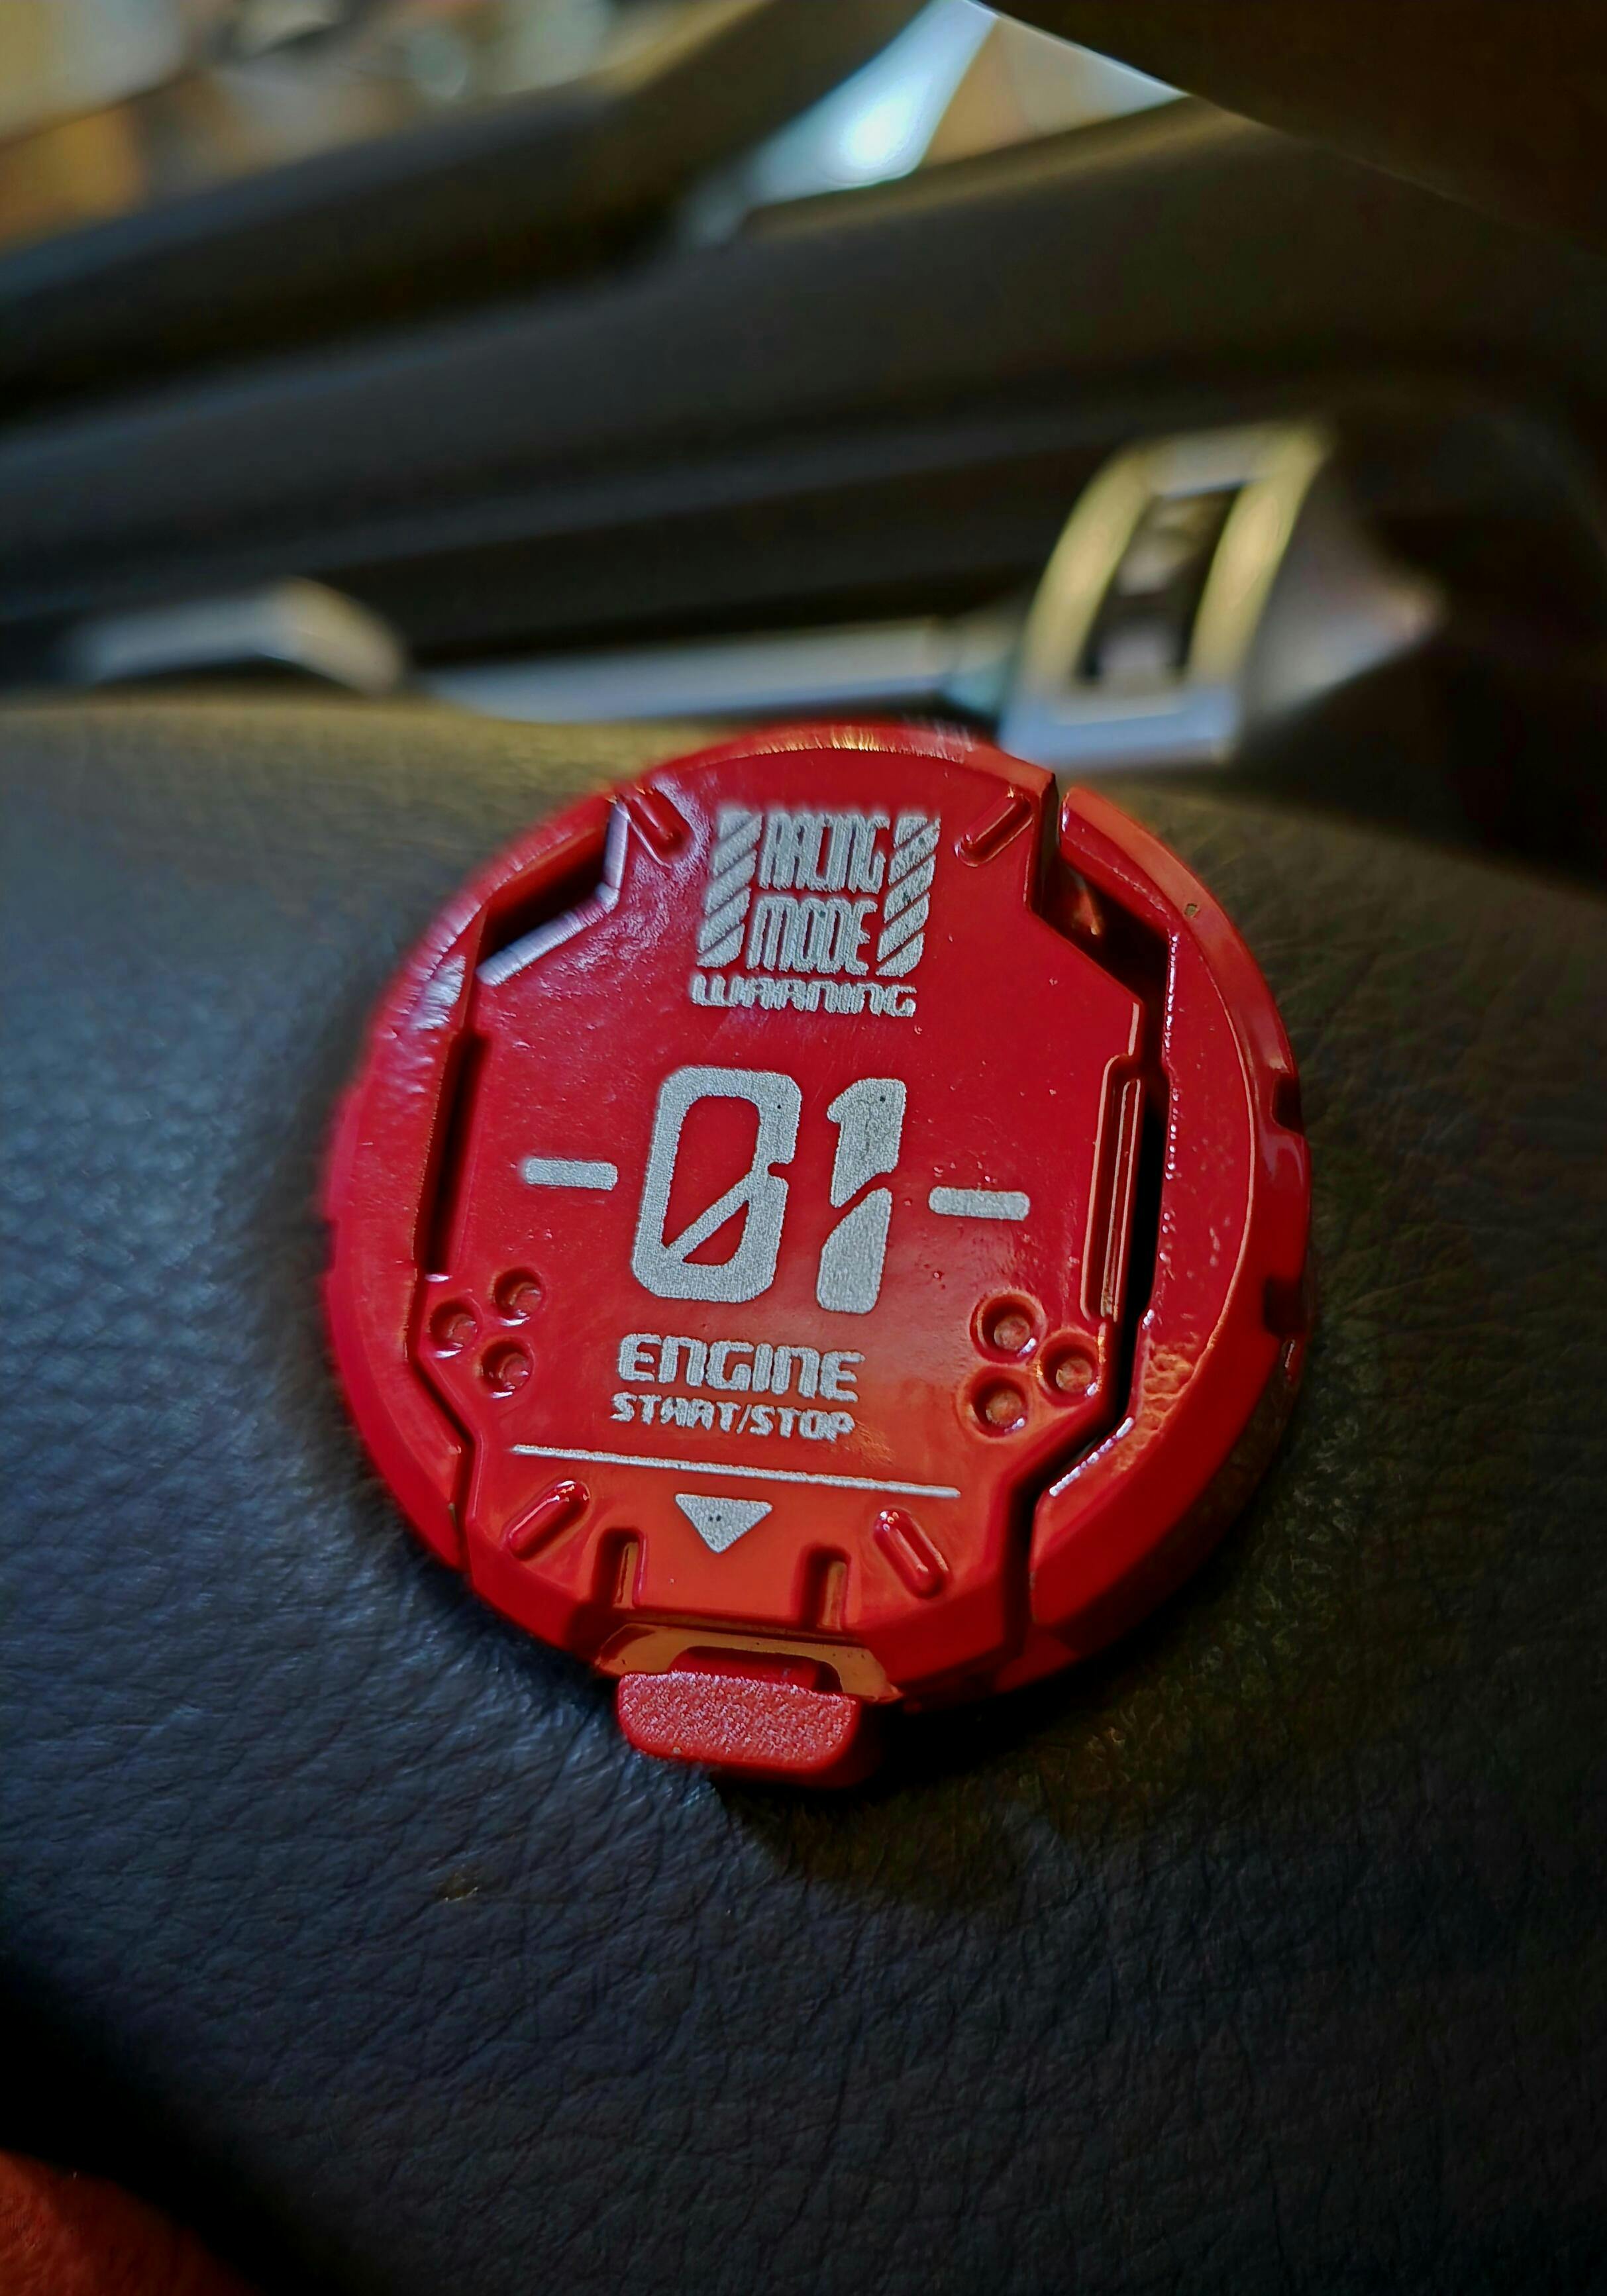 RACING
MODE
WARNING
01
ENGINE
START/STOP